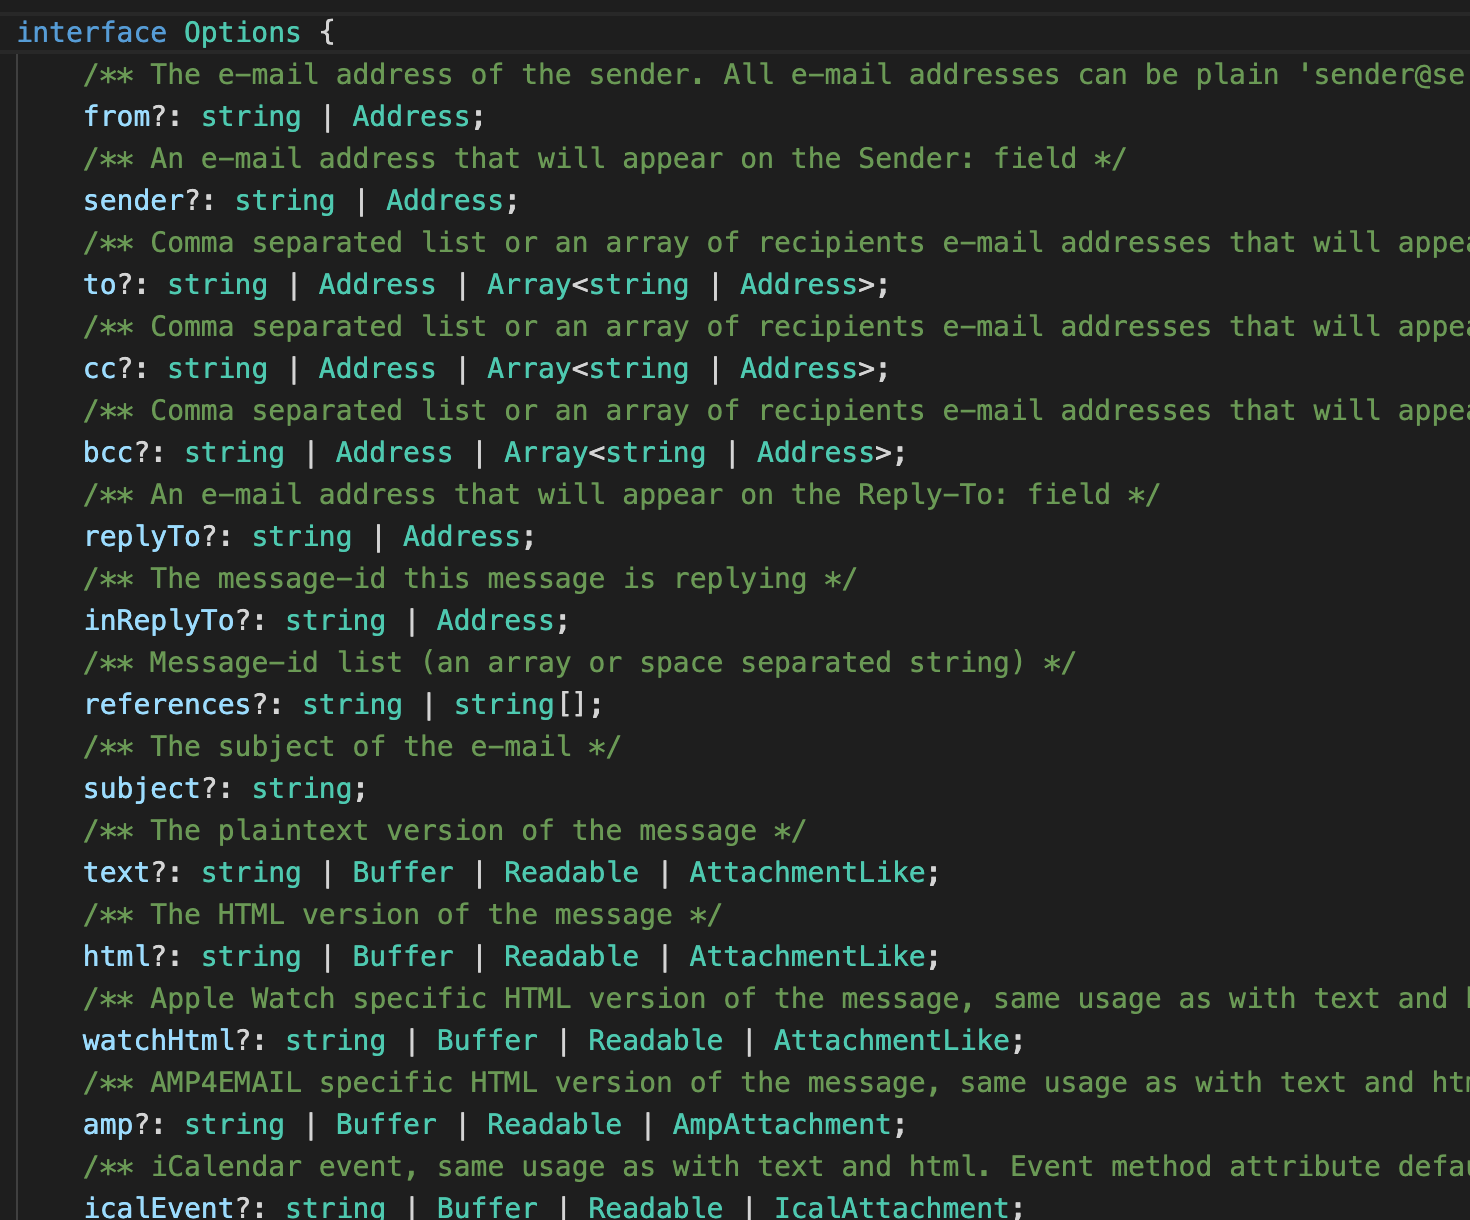 interface Options {
/** The e-mail address of the sender. All e-mail addresses can be plain 'sender@se
from?: string | Address;
/** An e-mail address that will appear on the Sender: field */
sender?: string | Address;
/** Comma separated list or an array of recipients e-mail addresses that will appea
to?: string | Address | Array<string | Address>;
/** Comma separated list or an array of recipients e-mail addresses that will appea
cc?: string | Address | Array<string | Address>;
/** Comma separated list or an array of recipients e-mail addresses that will appea
bcc?: string | Address | Array<string | Address>;
/** An e-mail address that will appear on the Reply-To: field */
replyTo?: string | Address;
/** The message-id this message is replying */
inReplyTo?: string | Address;
/** Message-id list (an array or space separated string) */
references?: string | string[];
/** The subject of the e-mail */
subject?: string;
/** The plaintext version of the message */
text?: string | Buffer | Readable | AttachmentLike;
/** The HTML version of the message */
html?: string | Buffer | Readable | AttachmentLike;
/** Apple Watch specific HTML version of the message, same usage as with text and
watchHtml?: string | Buffer | Readable | AttachmentLike;
/** AMP4EMAIL specific HTML version of the message, same usage as with text and htm
amp?: string | Buffer | Readable | AmpAttachment;
/** iCalendar event, same usage as with text and html. Event method attribute defau
icalEvent?: string | Buffer | Readable | IcalAttachment;